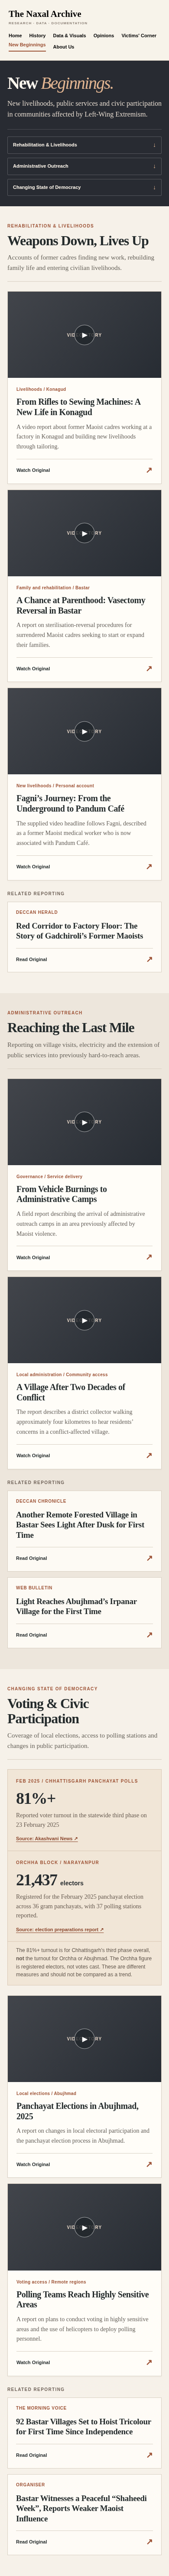 The Naxal Archive
RESEARCH · DATA · DOCUMENTATION
Home History Data & Visuals Opinions Victims' Corner
New Beginnings About Us
New Beginnings.
New livelihoods, public services and civic participation
in communities affected by Left-Wing Extremism.
Rehabilitation & Livelihoods ↓
Administrative Outreach ↓
Changing State of Democracy ↓
REHABILITATION & LIVELIHOODS
Weapons Down, Lives Up
Accounts of former cadres finding new work, rebuilding
family life and entering civilian livelihoods.
Livelihoods / Konagud
From Rifles to Sewing Machines: A
New Life in Konagud
A video report about former Maoist cadres working at a
factory in Konagud and building new livelihoods
through tailoring.
Watch Original ↗
Family and rehabilitation / Bastar
A Chance at Parenthood: Vasectomy
Reversal in Bastar
A report on sterilisation-reversal procedures for
surrendered Maoist cadres seeking to start or expand
their families.
Watch Original ↗
New livelihoods / Personal account
Fagni's Journey: From the
Underground to Pandum Café
The supplied video headline follows Fagni, described
as a former Maoist medical worker who is now
associated with Pandum Café.
Watch Original ↗
RELATED REPORTING
DECCAN HERALD
Red Corridor to Factory Floor: The
Story of Gadchiroli's Former Maoists
Read Original ↗
ADMINISTRATIVE OUTREACH
Reaching the Last Mile
Reporting on village visits, electricity and the extension of
public services into previously hard-to-reach areas.
Governance / Service delivery
From Vehicle Burnings to
Administrative Camps
A field report describing the arrival of administrative
outreach camps in an area previously affected by
Maoist violence.
Watch Original ↗
Local administration / Community access
A Village After Two Decades of
Conflict
The report describes a district collector walking
approximately four kilometres to hear residents'
concerns in a conflict-affected village.
Watch Original ↗
RELATED REPORTING
DECCAN CHRONICLE
Another Remote Forested Village in
Bastar Sees Light After Dusk for First
Time
Read Original ↗
WEB BULLETIN
Light Reaches Abujhmad's Irpanar
Village for the First Time
Read Original ↗
CHANGING STATE OF DEMOCRACY
Voting & Civic
Participation
Coverage of local elections, access to polling stations and
changes in public participation.
FEB 2025 / CHHATTISGARH PANCHAYAT POLLS
81%+
Reported voter turnout in the statewide third phase on
23 February 2025
Source: Akashvani News ↗
ORCHHA BLOCK / NARAYANPUR
21,437 electors
Registered for the February 2025 panchayat election
across 36 gram panchayats, with 37 polling stations
reported.
Source: election preparations report ↗
The 81%+ turnout is for Chhattisgarh's third phase overall,
not the turnout for Orchha or Abujhmad. The Orchha figure
is registered electors, not votes cast. These are different
measures and should not be compared as a trend.
Local elections / Abujhmad
Panchayat Elections in Abujhmad,
2025
A report on changes in local electoral participation and
the panchayat election process in Abujhmad.
Watch Original ↗
Voting access / Remote regions
Polling Teams Reach Highly Sensitive
Areas
A report on plans to conduct voting in highly sensitive
areas and the use of helicopters to deploy polling
personnel.
Watch Original ↗
RELATED REPORTING
THE MORNING VOICE
92 Bastar Villages Set to Hoist Tricolour
for First Time Since Independence
Read Original ↗
ORGANISER
Bastar Witnesses a Peaceful “Shaheedi
Week”, Reports Weaker Maoist
Influence
Read Original ↗